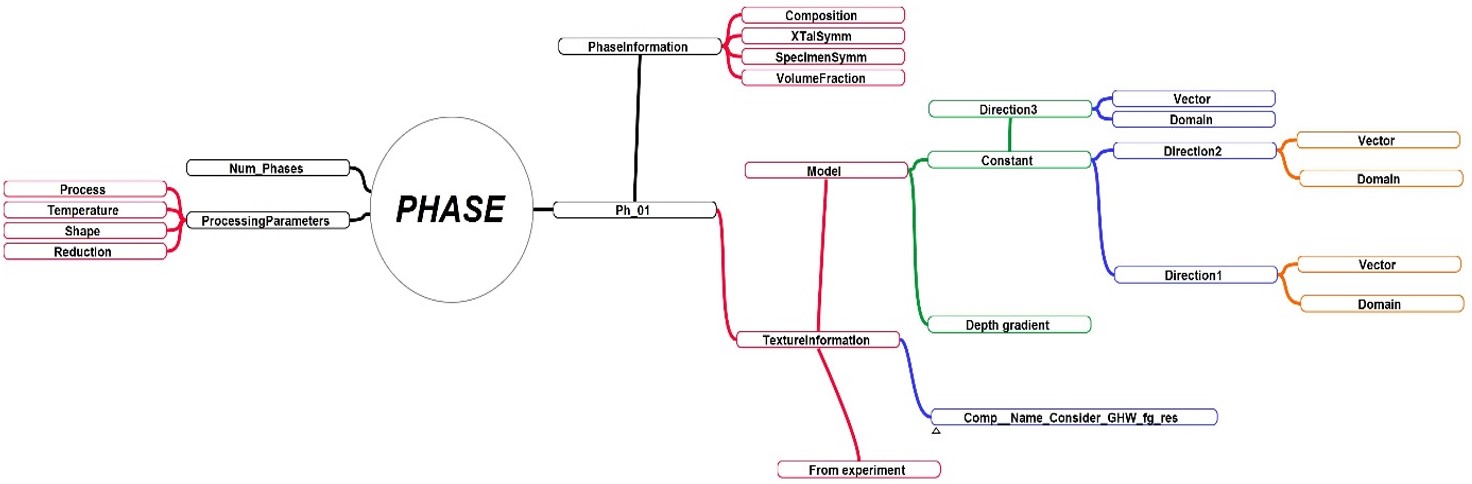 Composition
XTalSymm
SpecImenSymm
VolumeFraction
PhaseInformation
Num_Phases
Process
Temperature
Shape
Reduction
ProcessingParameters
PHASE
Ph_01
Model
Direction3
Vector
Domain
Constant
DIrection2
Vector
Domain
Direction1
Vector
Domain
Depth gradient
TextureInformation
Comp__Name_Consider_GHW_fg_res
From experiment